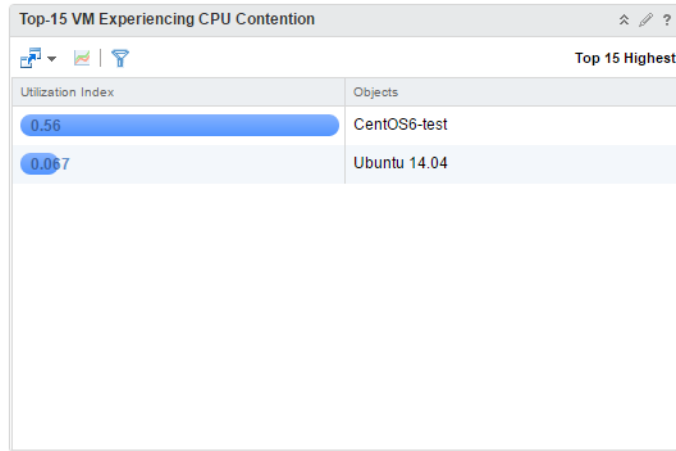 Top-15 VM Experiencing CPU Contention ?
Top 15 Highest
Utilization Index Objects
0.56 CentOS6-test
0.067 Ubuntu 14.04